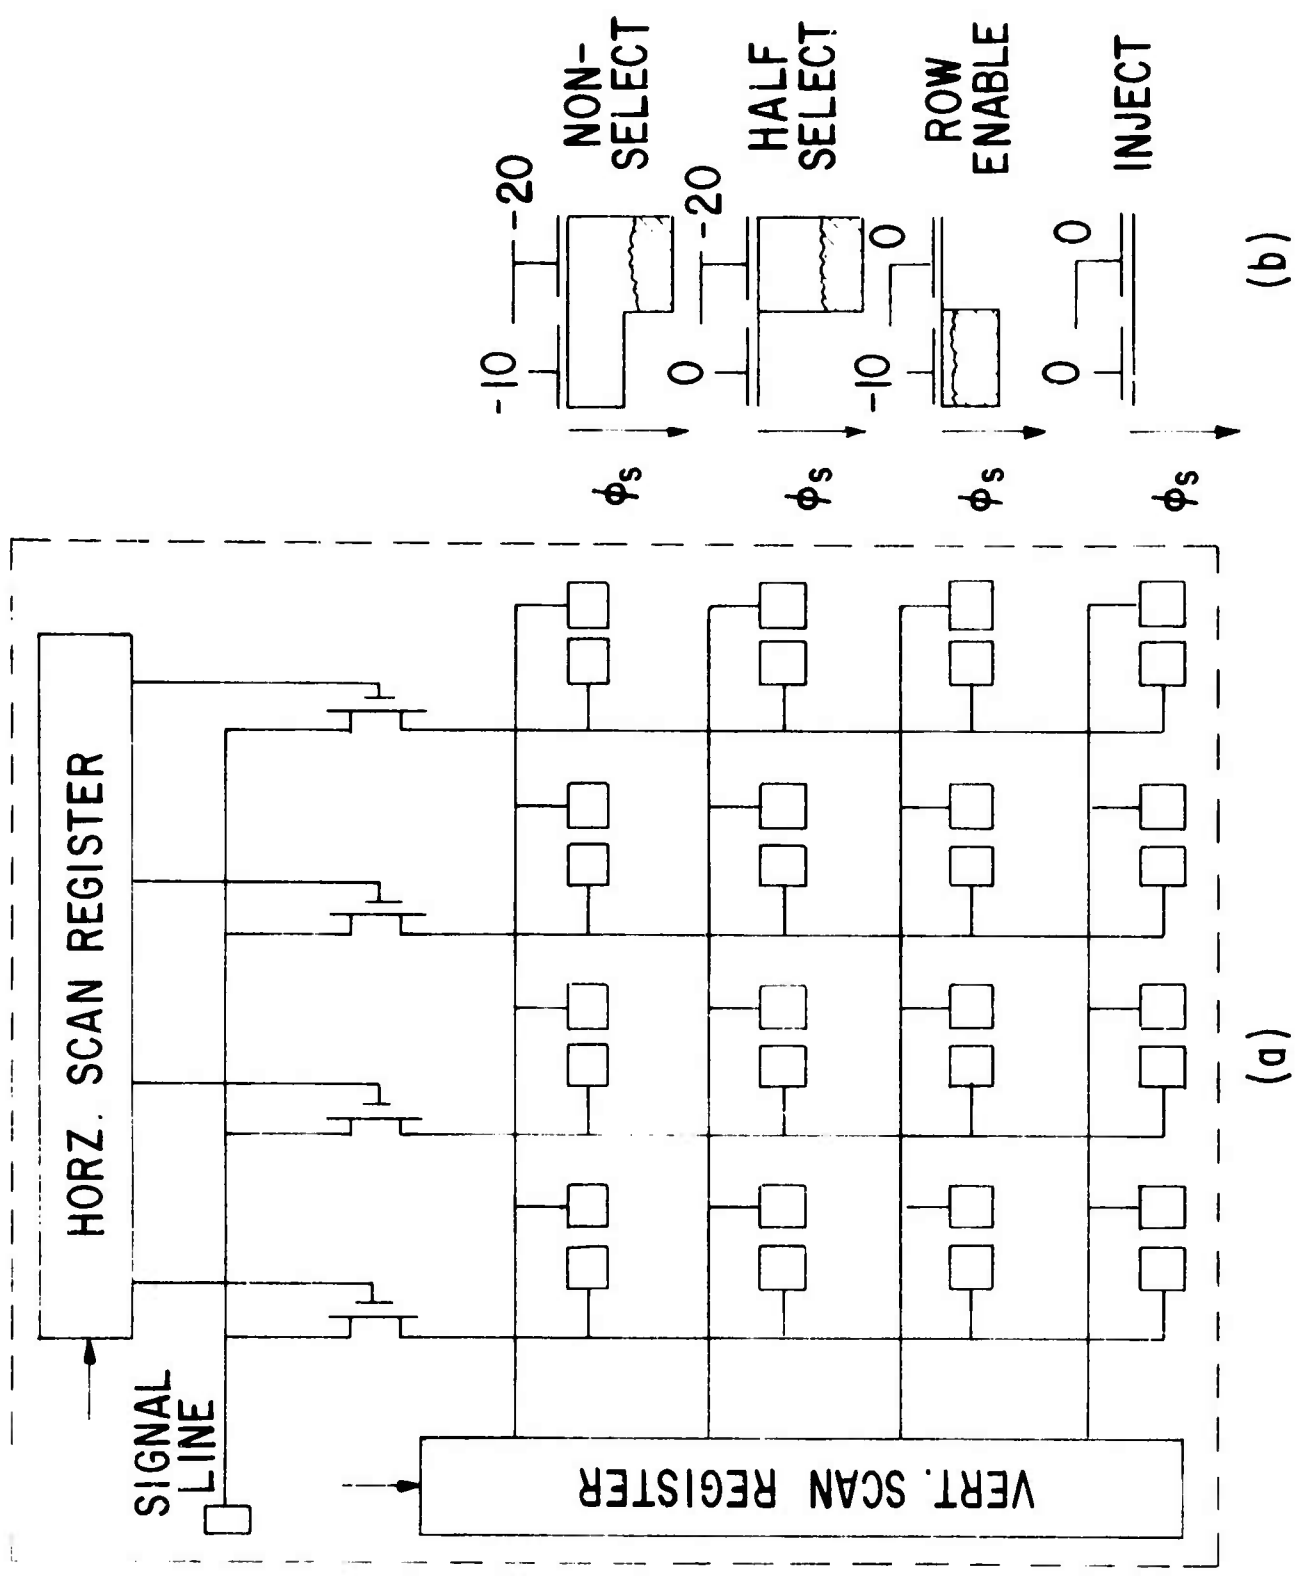 HORZ. SCAN REGISTER
SIGNAL
LINE
VERT. SCAN REGISTER
(a)
-10
-20
NON-
SELECT
ϕs
0
-20
HALF
SELECT
ϕs
-10
0
ROW
ENABLE
ϕs
0
0
INJECT
ϕs
(b)